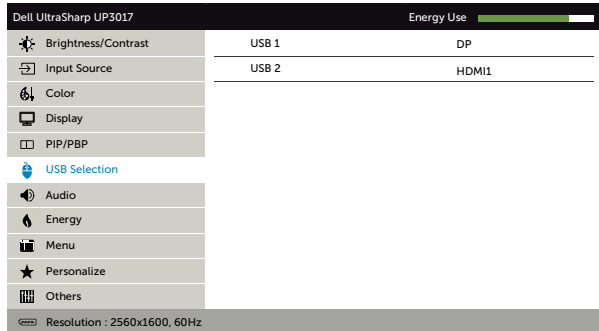 Dell UltraSharp UP3017 Energy Use
Brightness/Contrast USB 1 DP
Input Source USB 2 HDMI1
Color
Display
PIP/PBP
USB Selection
Audio
Energy
Menu
Personalize
Others
Resolution : 2560x1600, 60Hz